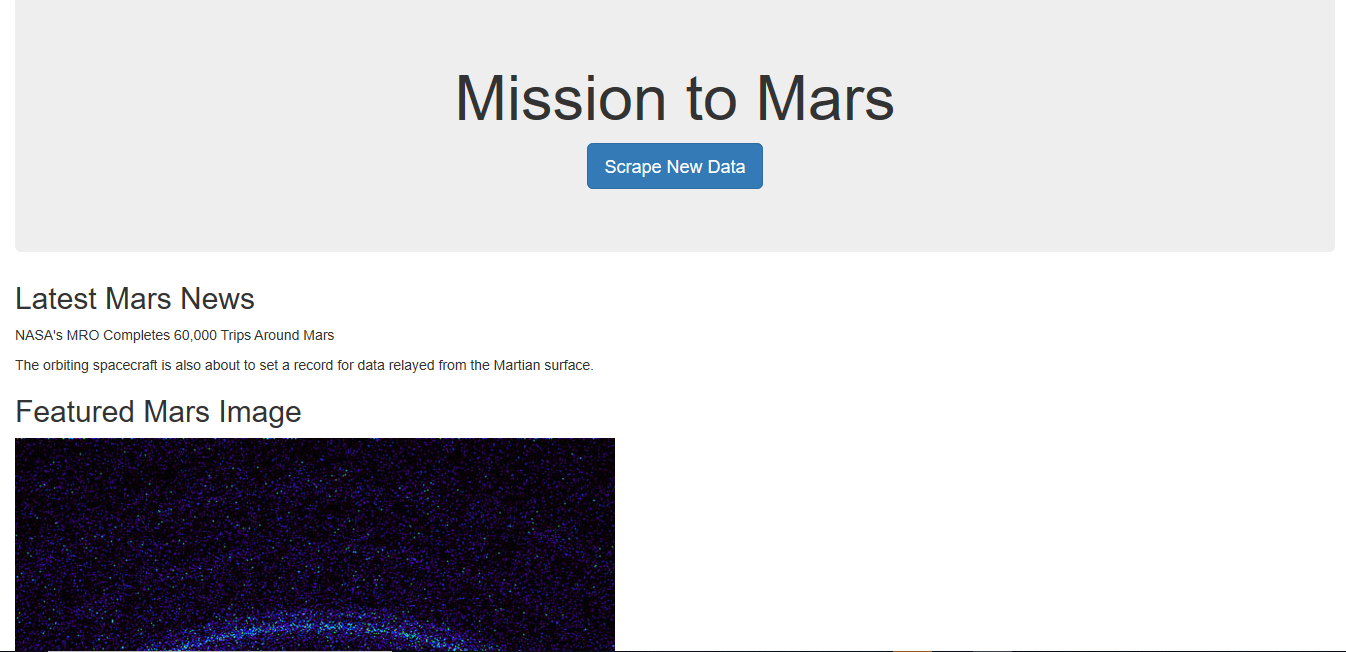 Mission to Mars
Scrape New Data
Latest Mars News
NASA's MRO Completes 60,000 Trips Around Mars
The orbiting spacecraft is also about to set a record for data relayed from the Martian surface.
Featured Mars Image